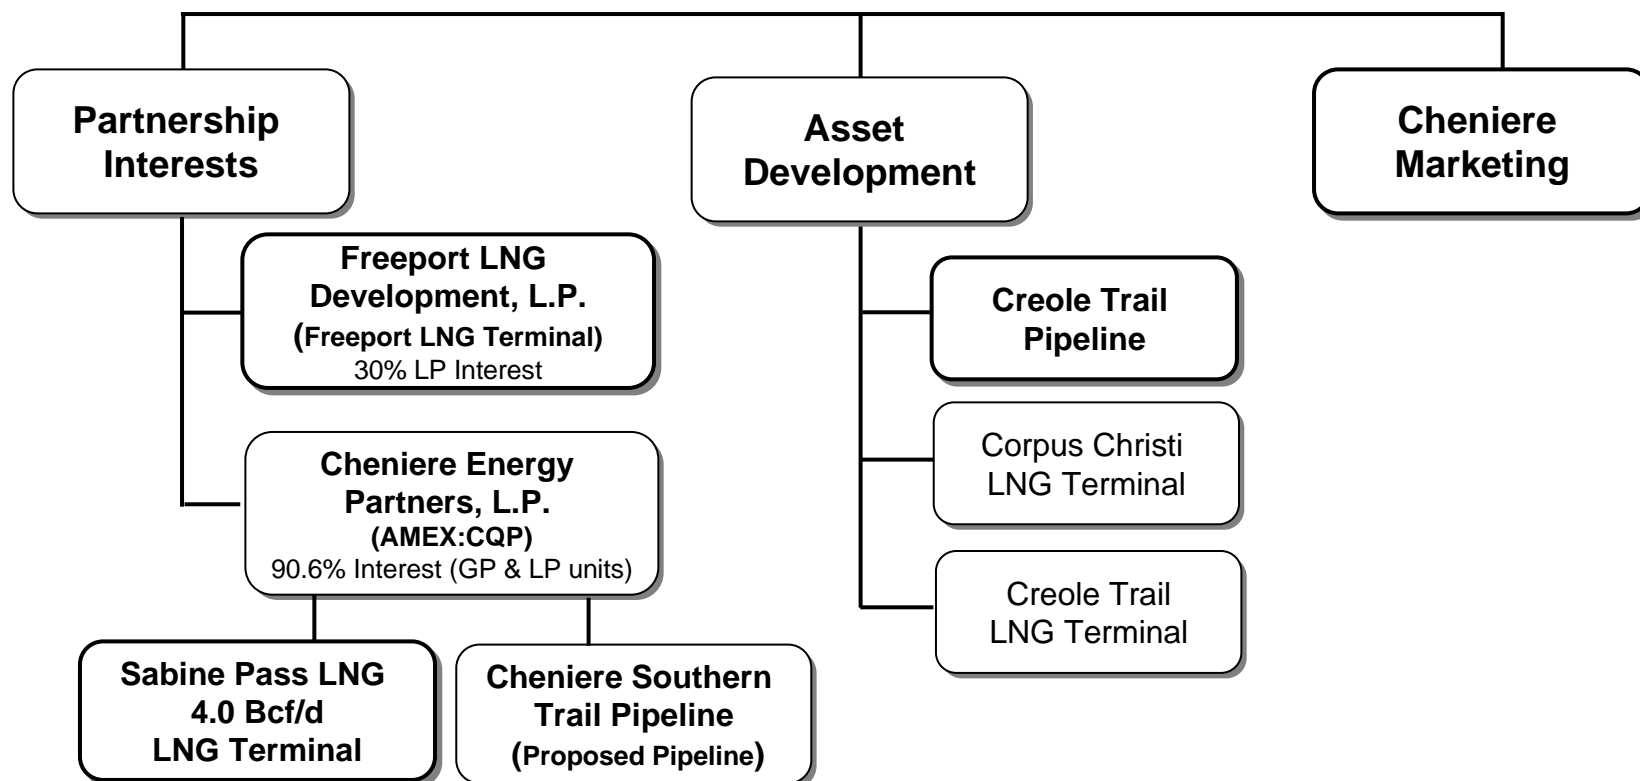 Partnership
Interests
Asset
Development
Cheniere
Marketing
Freeport LNG
Development, L.P.
(Freeport LNG Terminal)
30% LP Interest
Cheniere Energy
Partners, L.P.
(AMEX:CQP)
90.6% Interest (GP & LP units)
Sabine Pass LNG
4.0 Bcf/d
LNG Terminal
Cheniere Southern
Trail Pipeline
(Proposed Pipeline)
Creole Trail
Pipeline
Corpus Christi
LNG Terminal
Creole Trail
LNG Terminal